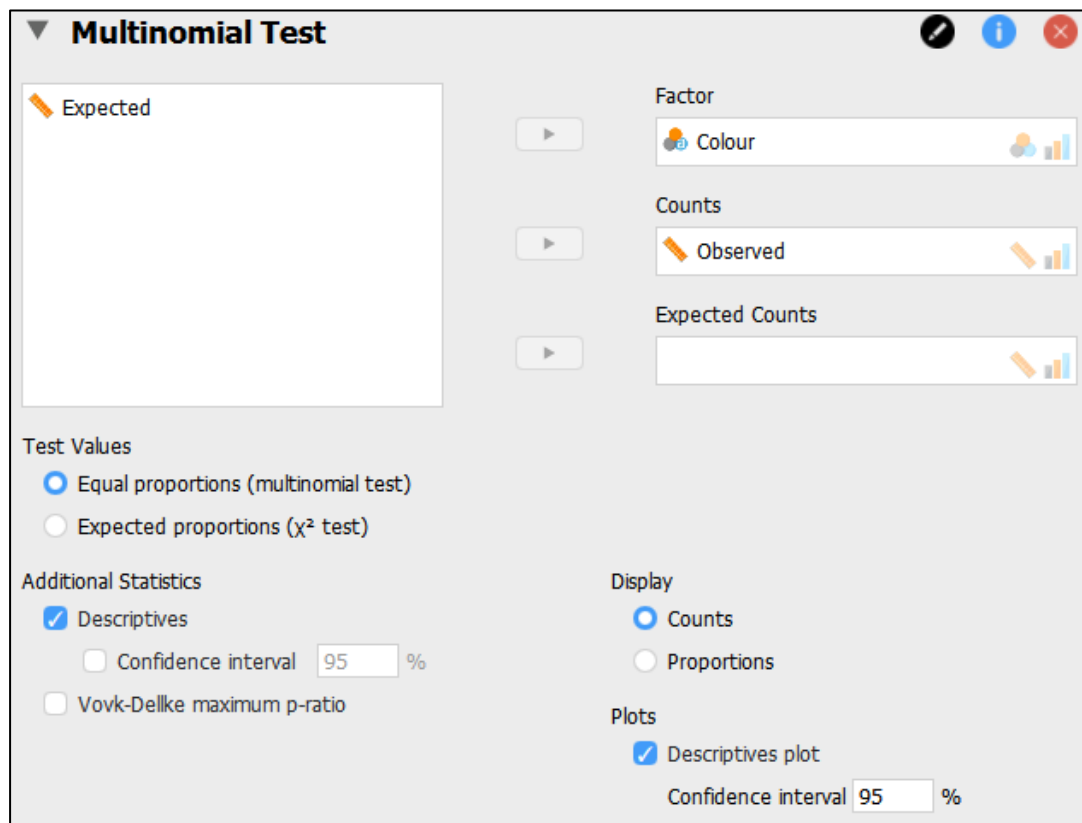 Multinomial Test
Expected
Factor
Colour
Counts
Observed
Expected Counts
Test Values
Equal proportions (multinomial test)
Expected proportions (χ² test)
Additional Statistics
Descriptives
Confidence interval 95 %
Vovk-Dellke maximum p-ratio
Display
Counts
Proportions
Plots
Descriptives plot
Confidence interval 95 %